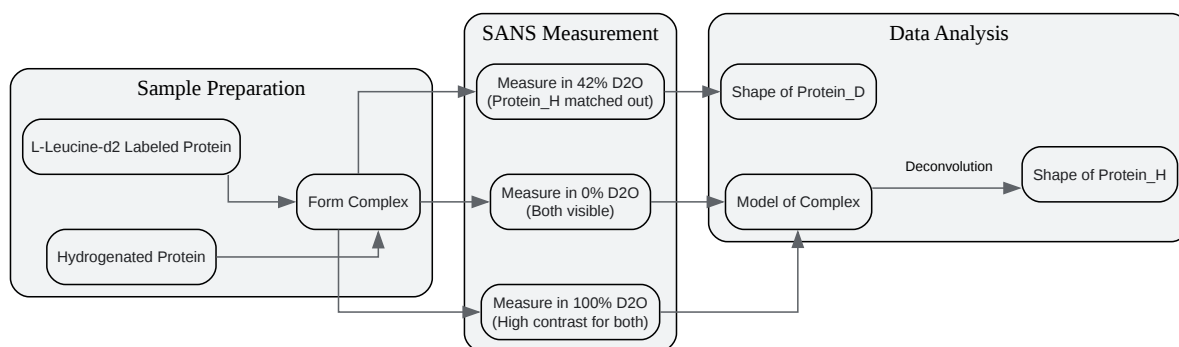 Sample Preparation
L-Leucine-d2 Labeled Protein
Hydrogenated Protein
Form Complex
SANS Measurement
Measure in 42% D2O
(Protein_H matched out)
Measure in 0% D2O
(Both visible)
Measure in 100% D2O
(High contrast for both)
Data Analysis
Shape of Protein_D
Model of Complex
Deconvolution
Shape of Protein_H